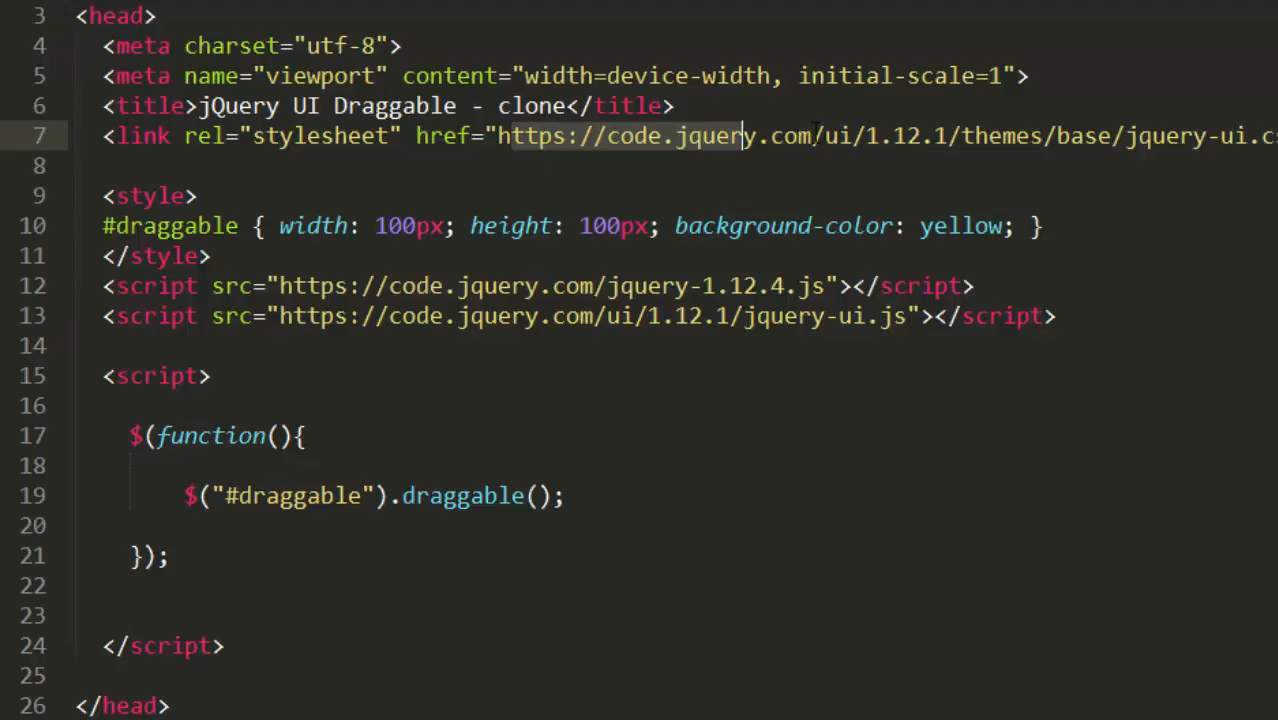 3 <head>
4 <meta charset="utf-8">
5 <meta name="viewport" content="width=device-width, initial-scale=1">
6 <title>jQuery UI Draggable - clone</title>
7 <link rel="stylesheet" href="https://code.jquery.com/ui/1.12.1/themes/base/jquery-ui.cs
8
9 <style>
10 #draggable { width: 100px; height: 100px; background-color: yellow; }
11 </style>
12 <script src="https://code.jquery.com/jquery-1.12.4.js"></script>
13 <script src="https://code.jquery.com/ui/1.12.1/jquery-ui.js"></script>
14
15 <script>
16
17 $(function(){
18
19 $("#draggable").draggable();
20
21 });
22
23
24 </script>
25
26 </head>